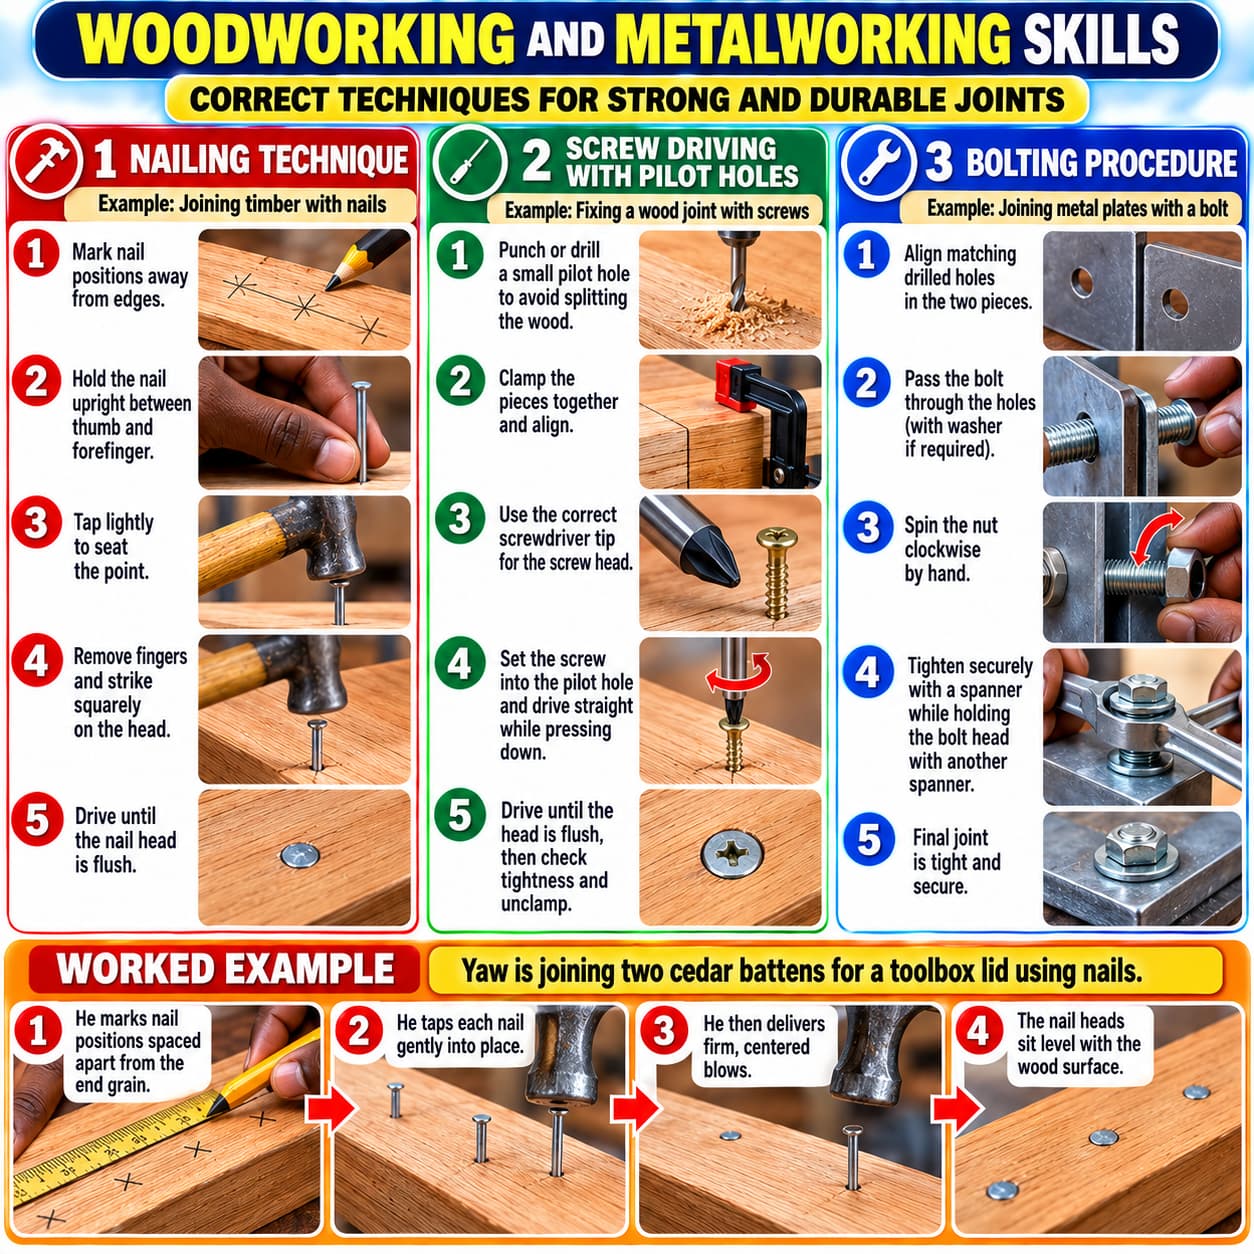 WOODWORKING AND METALWORKING SKILLS
CORRECT TECHNIQUES FOR STRONG AND DURABLE JOINTS
1 NAILING TECHNIQUE
Example: Joining timber with nails
1
Mark nail
positions away
from edges.
2
Hold the nail
upright between
thumb and
forefinger.
3
Tap lightly
to seat
the point.
4
Remove fingers
and strike
squarely
on the head.
5
Drive until
the nail head
is flush.
2 SCREW DRIVING
WITH PILOT HOLES
Example: Fixing a wood joint with screws
1
Punch or drill
a small pilot hole
to avoid splitting
the wood.
2
Clamp the
pieces together
and align.
3
Use the correct
screwdriver tip
for the screw head.
4
Set the screw
into the pilot hole
and drive straight
while pressing
down.
5
Drive until the
head is flush,
then check
tightness and
unclamp.
3 BOLTING PROCEDURE
Example: Joining metal plates with a bolt
1
Align matching
drilled holes
in the two pieces.
2
Pass the bolt
through the holes
(with washer
if required).
3
Spin the nut
clockwise
by hand.
4
Tighten securely
with a spanner
while holding
the bolt head
with another
spanner.
5
Final joint
is tight and
secure.
WORKED EXAMPLE
Yaw is joining two cedar battens for a toolbox lid using nails.
1
He marks nail
positions spaced
apart from the
end grain.
2
He taps each nail
gently into place.
3
He then delivers
firm, centered
blows.
4
The nail heads
sit level with the
wood surface.